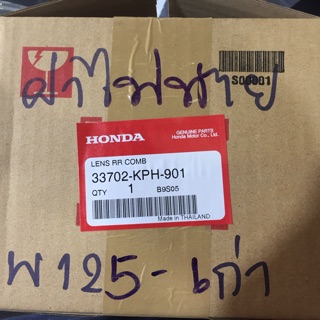 S00001
ฝาไฟท้าย
HONDA
GENUINE PARTS
Honda Motor Co., Ltd.
LENS RR COMB
33702-KPH-901
QTY 1 B9S05
Made in THAILAND
W125-เก่า